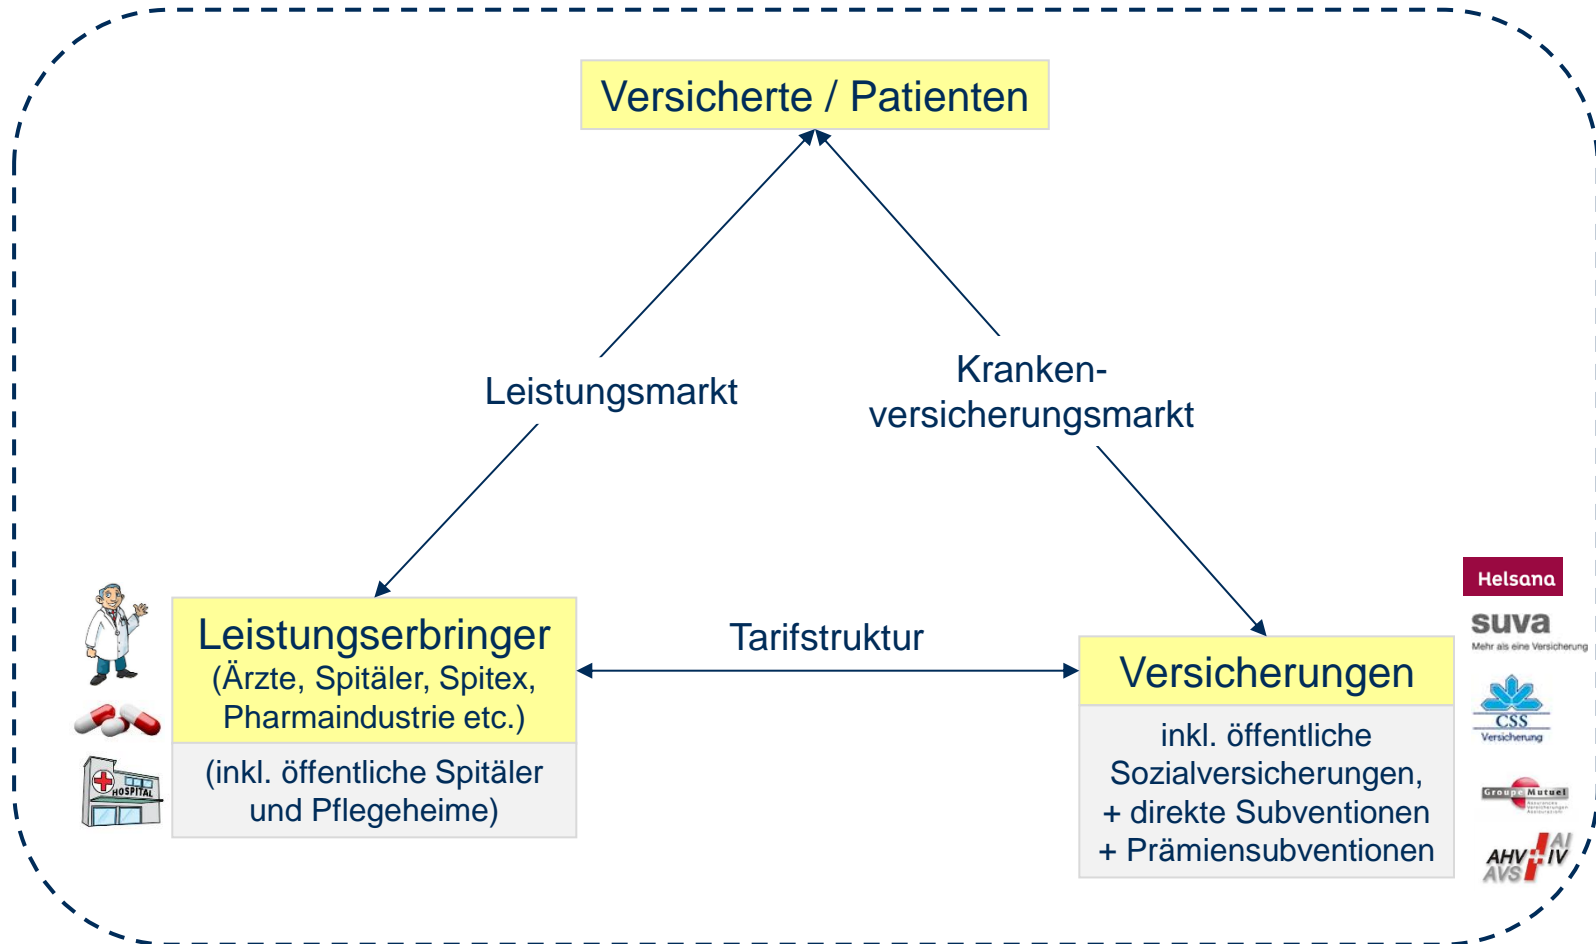 Versicherte / Patienten
Leistungsmarkt
Kranken-
versicherungsmarkt
Tarifstruktur
Leistungserbringer
(Ärzte, Spitäler, Spitex,
Pharmaindustrie etc.)
(inkl. öffentliche Spitäler
und Pflegeheime)
HOSPITAL
Versicherungen
inkl. öffentliche
Sozialversicherungen,
+ direkte Subventionen
+ Prämiensubventionen
Helsana
suva
Mehr als eine Versicherung
CSS
Versicherung
Groupe Mutuel
AI
AHV IV
AVS